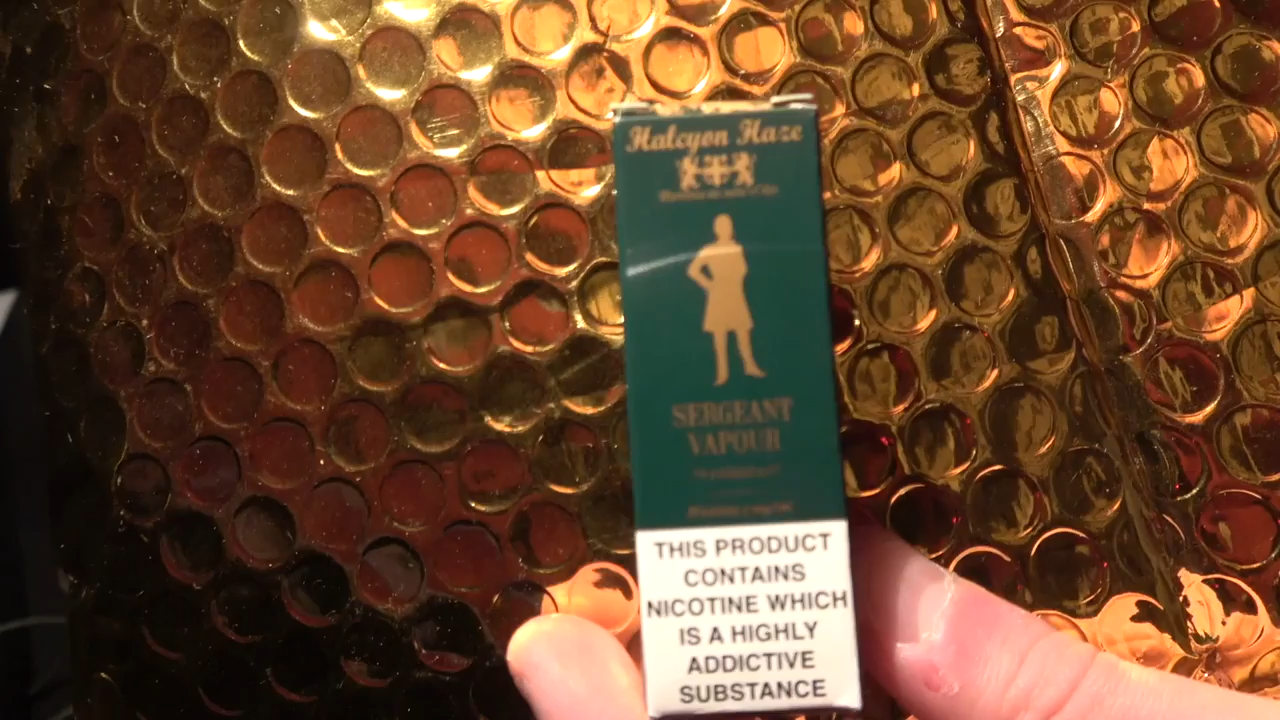 Halcyon Haze
SERGEANT
VAPOUR
THIS PRODUCT
CONTAINS
NICOTINE WHICH
IS A HIGHLY
ADDICTIVE
SUBSTANCE